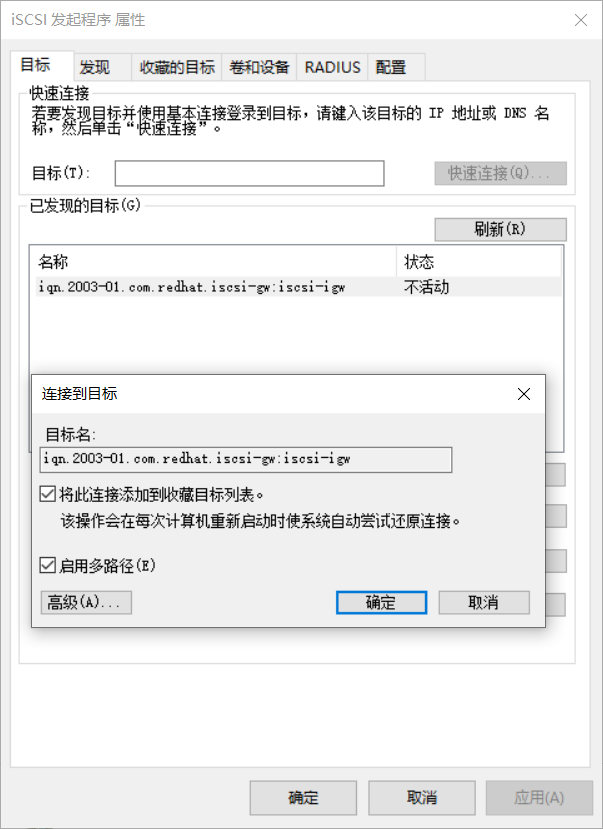 iSCSI 发起程序 属性
目标
发现
收藏的目标
卷和设备
RADIUS
配置
快速连接
若要发现目标并使用基本连接登录到目标，请键入该目标的 IP 地址或 DNS 名
称，然后单击“快速连接”。
目标(T):
快速连接(Q)...
已发现的目标(G)
刷新(R)
名称
状态
iqn.2003-01.com.redhat.iscsi-gw:iscsi-igw
不活动
连接到目标
目标名:
iqn.2003-01.com.redhat.iscsi-gw:iscsi-igw
将此连接添加到收藏目标列表。
该操作会在每次计算机重新启动时使系统自动尝试还原连接。
启用多路径(E)
高级(A)...
确定
取消
确定
取消
应用(A)